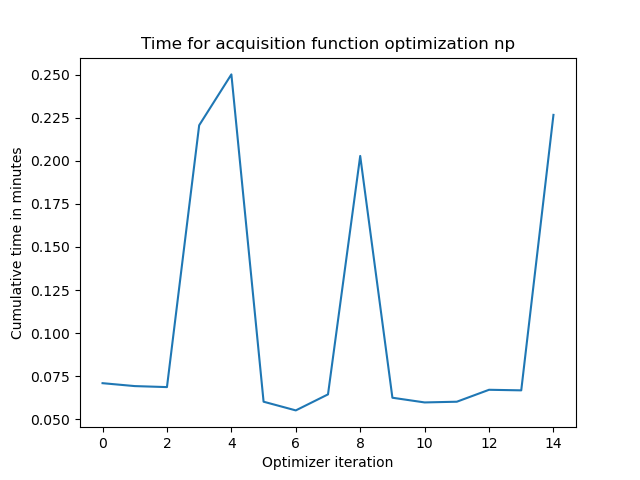 Time for acquisition function optimization np
Cumulative time in minutes
0.250
0.225
0.200
0.175
0.150
0.125
0.100
0.075
0.050
0 2 4 6 8 10 12 14
Optimizer iteration